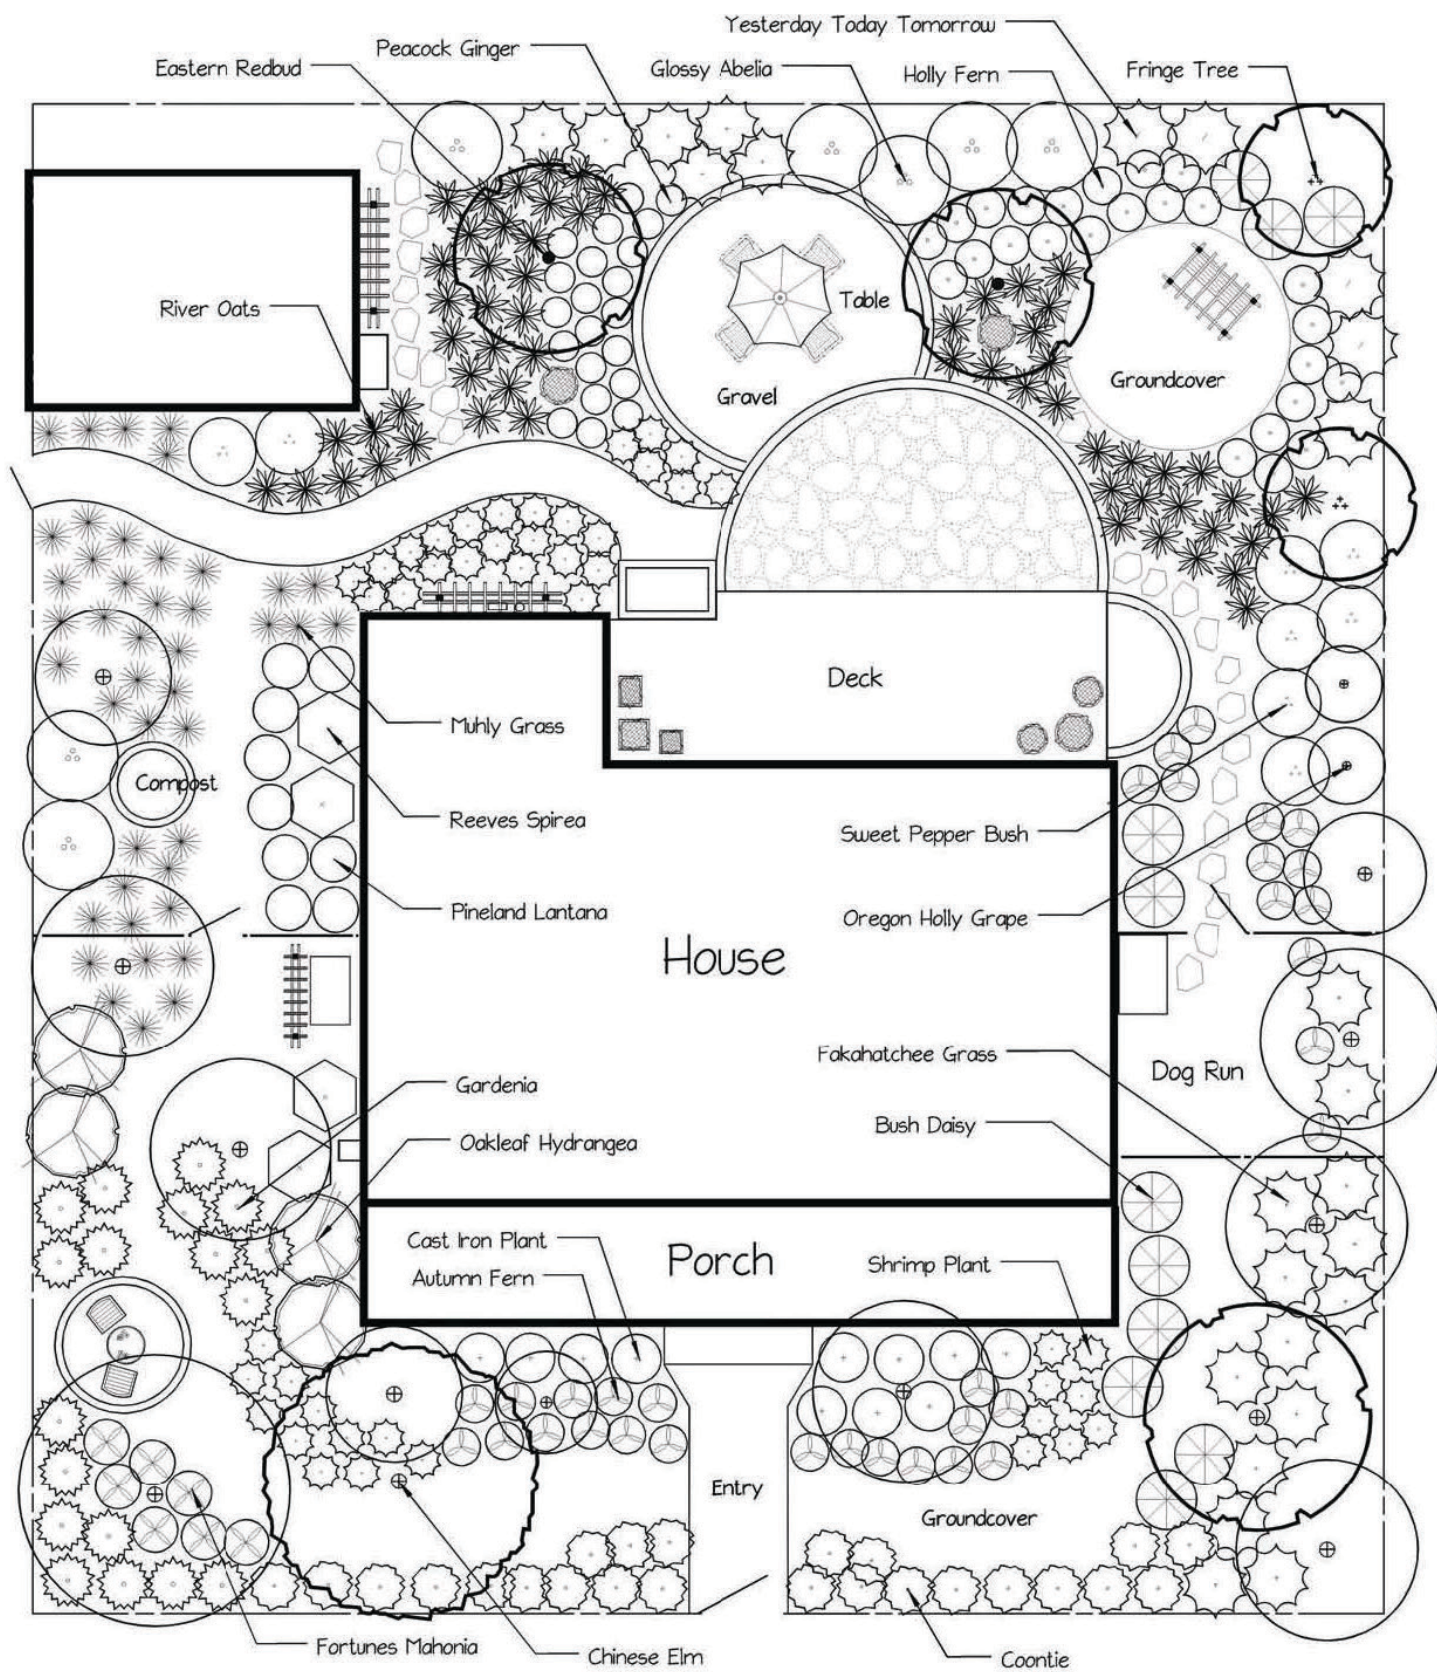 Yesterday Today Tomorrow
Peacock Ginger
Eastern Redbud
Glossy Abelia
Holly Fern
Fringe Tree
River Oats
Table
Gravel
Groundcover
Deck
Muhly Grass
Compost
Reeves Spirea
Sweet Pepper Bush
Pineland Lantana
Oregon Holly Grape
House
Fakahatchee Grass
Dog Run
Gardenia
Bush Daisy
Oakleaf Hydrangea
Cast Iron Plant
Porch
Autumn Fern
Shrimp Plant
Entry
Groundcover
Fortunes Mahonia
Chinese Elm
Coontie